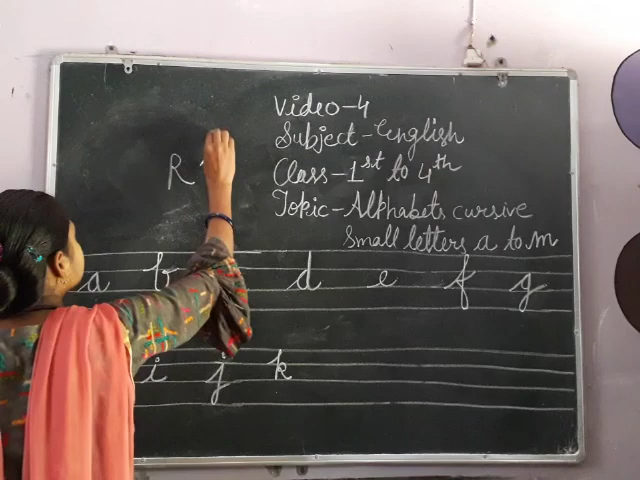 Video-4
Subject-English
Class-1st to 4th
Topic-Alphabets cursive
Small letters a to m
R
a b d e f g
i j k